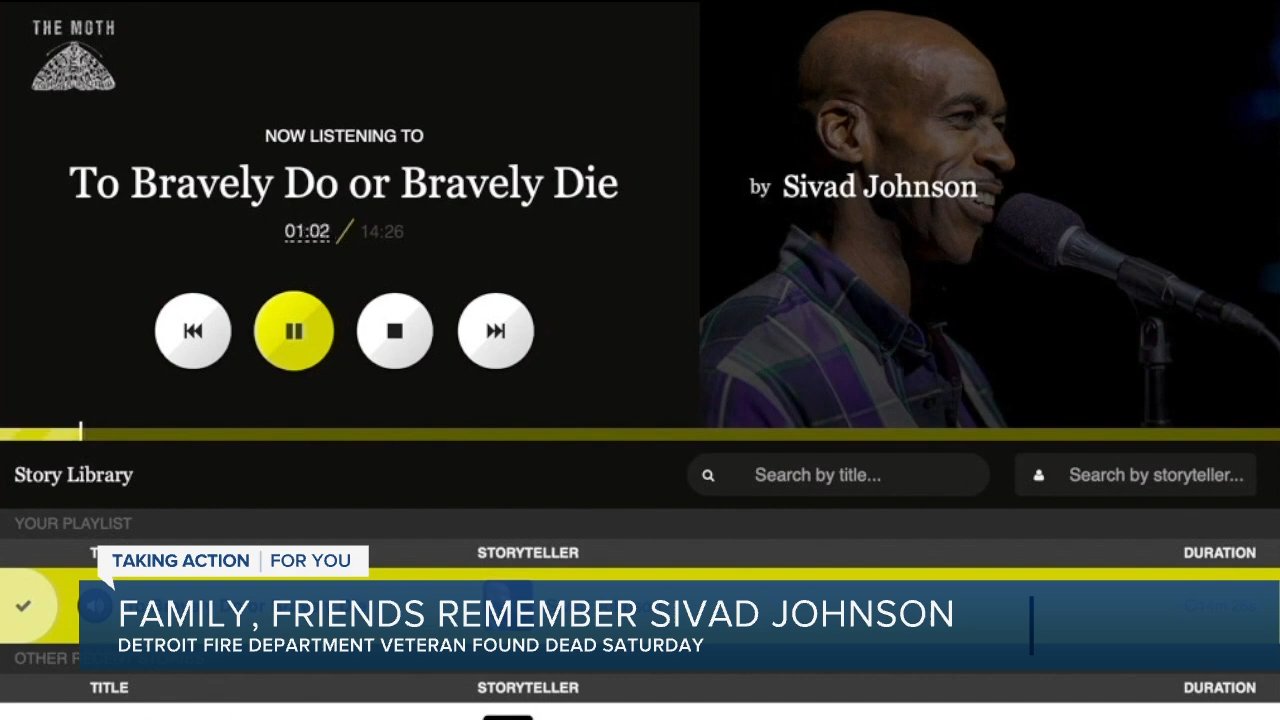 THE MOTH
NOW LISTENING TO
To Bravely Do or Bravely Die
by Sivad Johnson
01:02 / 14:26
Story Library
Search by title...
Search by storyteller...
YOUR PLAYLIST
STORYTELLER
DURATION
TAKING ACTION | FOR YOU
FAMILY, FRIENDS REMEMBER SIVAD JOHNSON
DETROIT FIRE DEPARTMENT VETERAN FOUND DEAD SATURDAY
OTHER
TITLE
STORYTELLER
DURATION